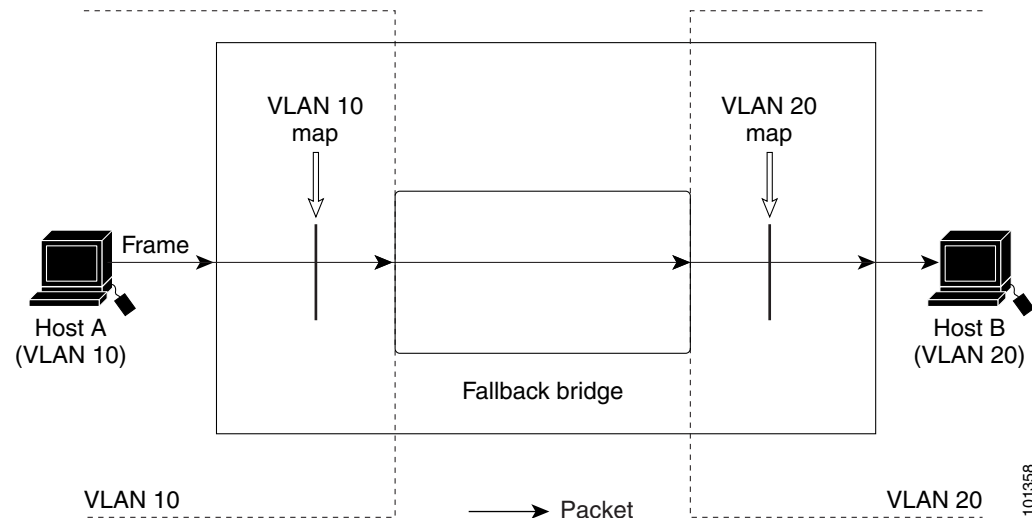 VLAN 10
map
VLAN 20
map
Frame
Host A
(VLAN 10)
Host B
(VLAN 20)
Fallback bridge
VLAN 10
Packet
VLAN 20
101358